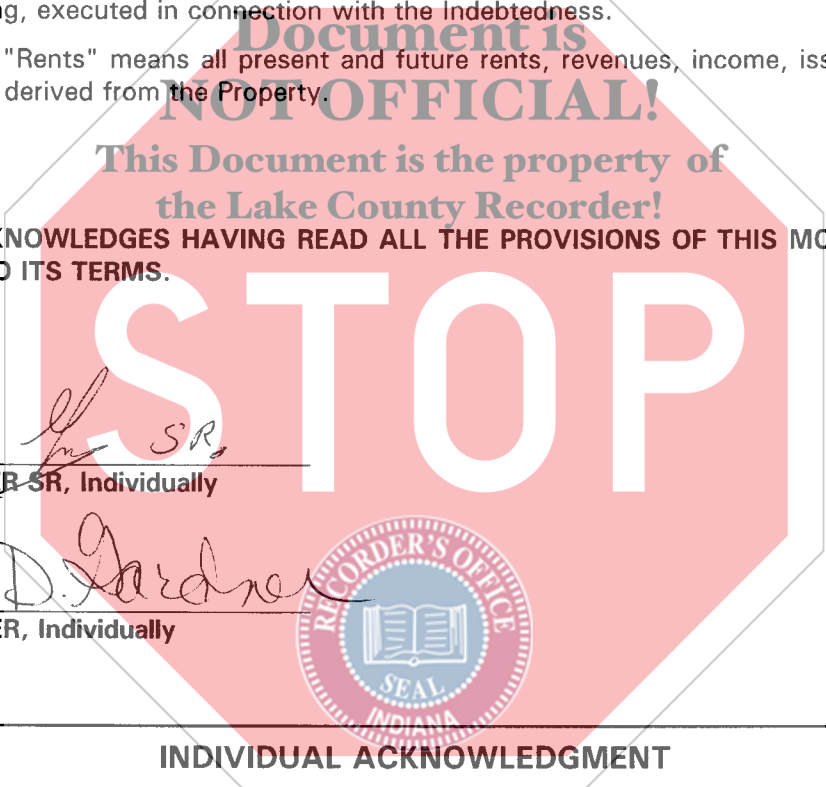 g, executed in connection with the Indebtedness.
Document is
"Rents" means all present and future rents, revenues, income, iss
derived from the Property.
NOT OFFICIAL!
This Document is the property of
the Lake County Recorder!
KNOWLEDGES HAVING READ ALL THE PROVISIONS OF THIS MO
O ITS TERMS.
STOP
SR.
R SR, Individually
D. Gardner
ER, Individually
RECORDER'S OFFICE
SEAL
INDIANA
INDIVIDUAL ACKNOWLEDGMENT